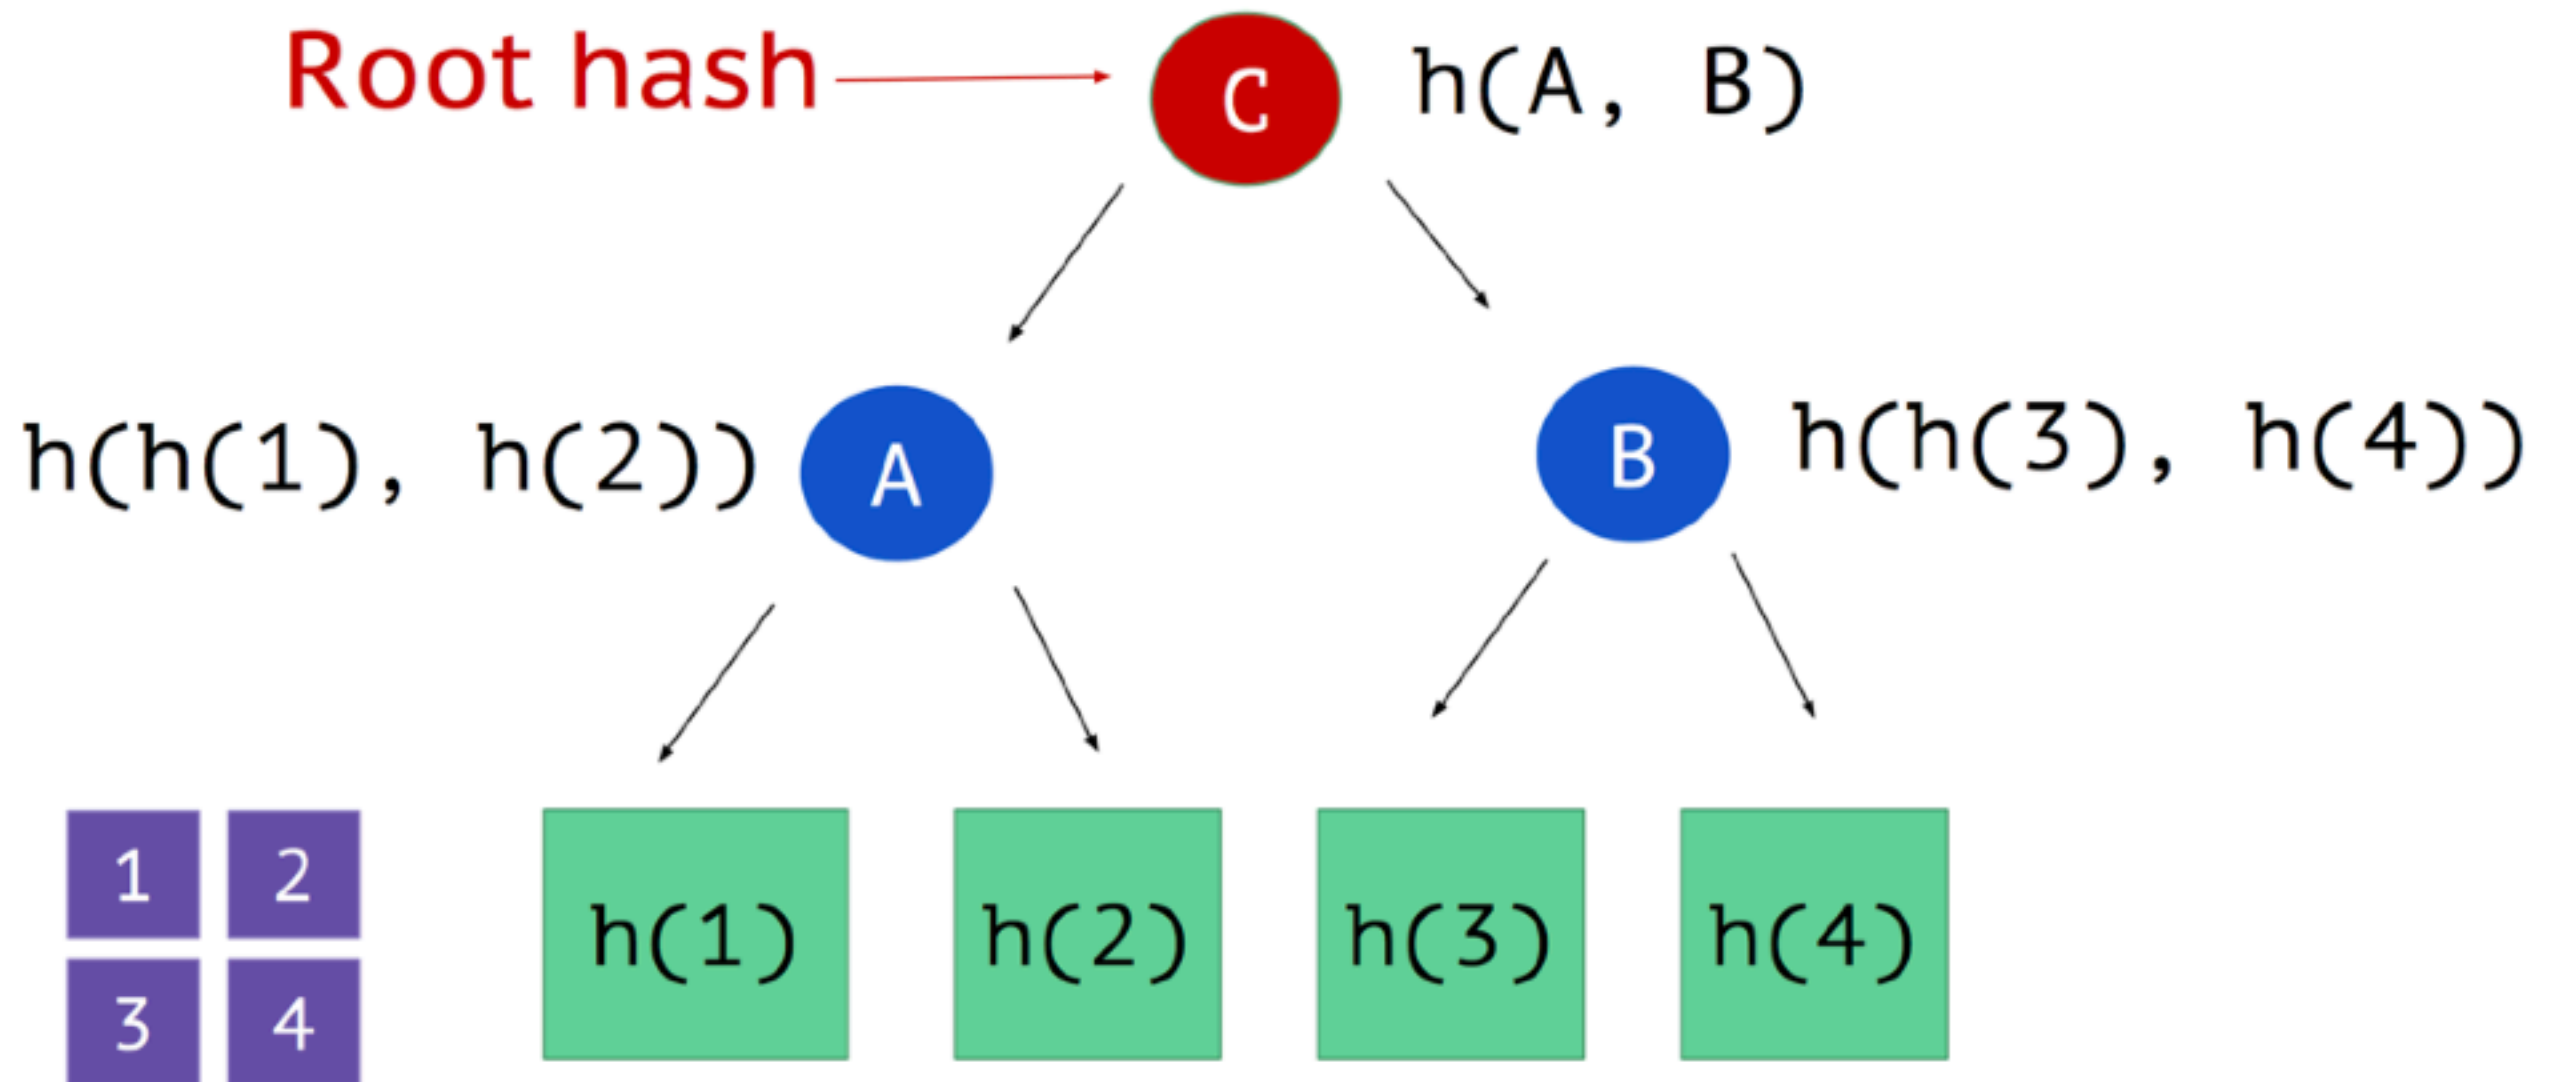 Root hash
C
h(A, B)
h(h(1), h(2))
A
B
h(h(3), h(4))
1 2
3 4
h(1)
h(2)
h(3)
h(4)